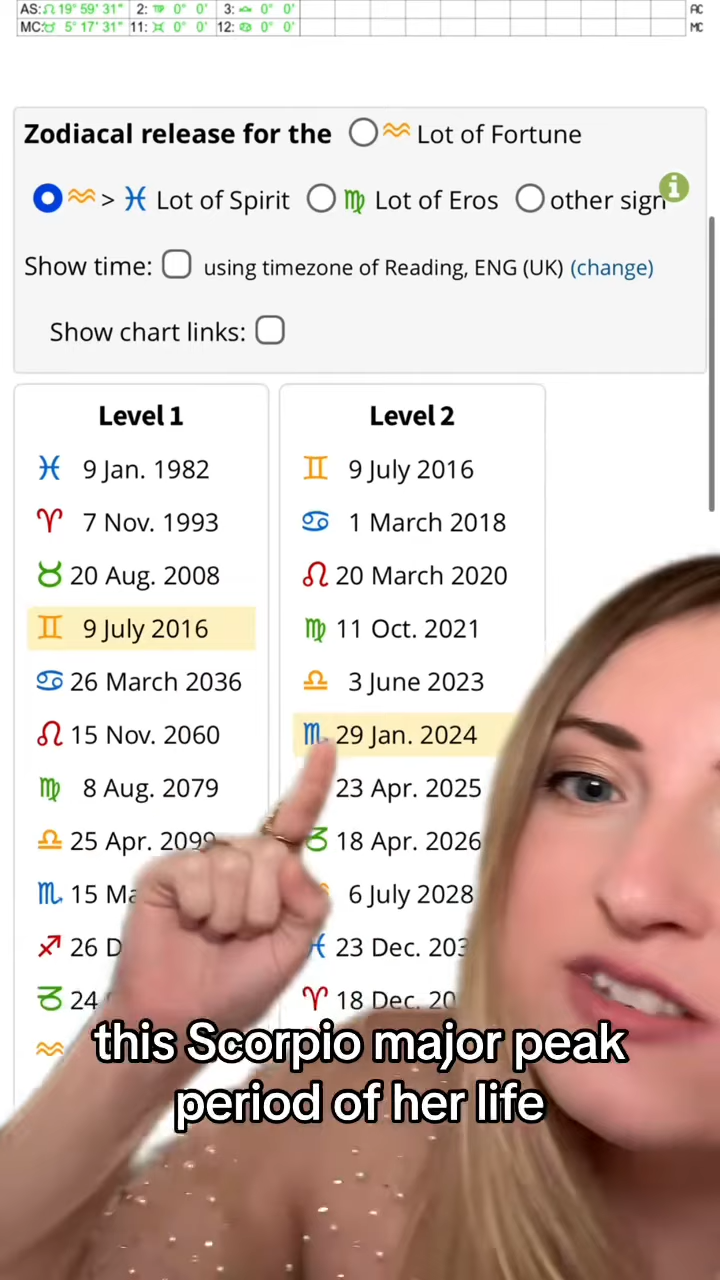 AS:♌19°59'31" 2: ♍ 0° 0' 3: ♎ 0° 0'
AC
MC:♉ 5°17'31" 11: ♓ 0° 0' 12: ♋ 0° 0'
MC
Zodiacal release for the ♒ Lot of Fortune
♒ > ♓ Lot of Spirit ♍ Lot of Eros other sign i
Show time: using timezone of Reading, ENG (UK) (change)
Show chart links:
Level 1 Level 2
♓ 9 Jan. 1982 ♊ 9 July 2016
♈ 7 Nov. 1993 ♋ 1 March 2018
♉ 20 Aug. 2008 ♌ 20 March 2020
♊ 9 July 2016 ♍ 11 Oct. 2021
♋ 26 March 2036 ♎ 3 June 2023
♌ 15 Nov. 2060 ♏ 29 Jan. 2024
♍ 8 Aug. 2079 23 Apr. 2025
♎ 25 Apr. 2099 ♑ 18 Apr. 2026
♏ 15 6 July 2028
♐ 26 ♓ 23 Dec.
♑ 24 ♈ 18 Dec.
♒
this Scorpio major peak
period of her life